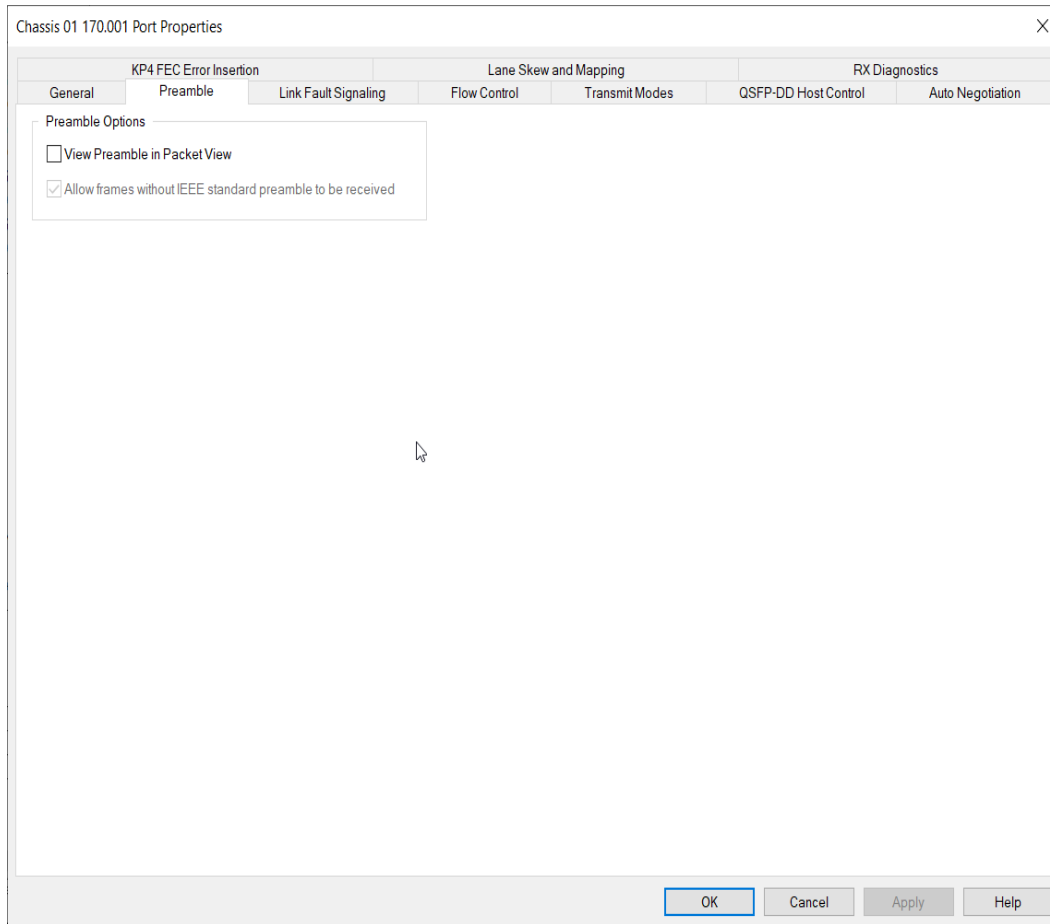 Chassis 01 170.001 Port Properties
KP4 FEC Error Insertion
Lane Skew and Mapping
RX Diagnostics
General
Preamble
Link Fault Signaling
Flow Control
Transmit Modes
QSFP-DD Host Control
Auto Negotiation
Preamble Options
View Preamble in Packet View
Allow frames without IEEE standard preamble to be received
OK
Cancel
Apply
Help